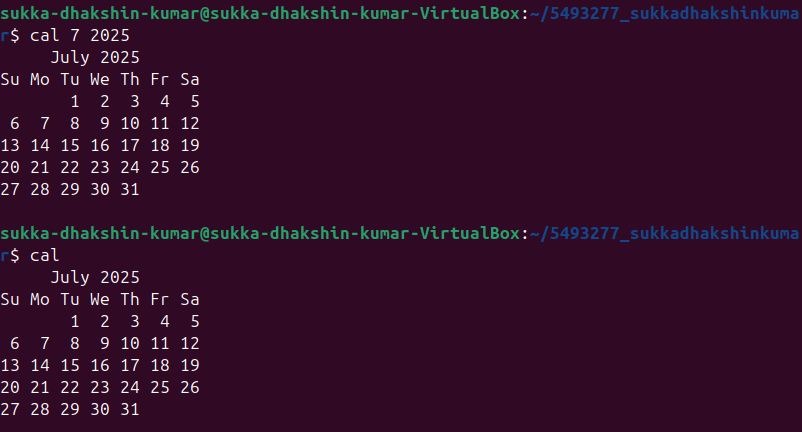 sukka-dhakshin-kumar@sukka-dhakshin-kumar-VirtualBox:~/5493277_sukkadhakshinkuma
r$ cal 7 2025
     July 2025
Su Mo Tu We Th Fr Sa
       1  2  3  4  5
 6  7  8  9 10 11 12
13 14 15 16 17 18 19
20 21 22 23 24 25 26
27 28 29 30 31

sukka-dhakshin-kumar@sukka-dhakshin-kumar-VirtualBox:~/5493277_sukkadhakshinkuma
r$ cal
     July 2025
Su Mo Tu We Th Fr Sa
       1  2  3  4  5
 6  7  8  9 10 11 12
13 14 15 16 17 18 19
20 21 22 23 24 25 26
27 28 29 30 31